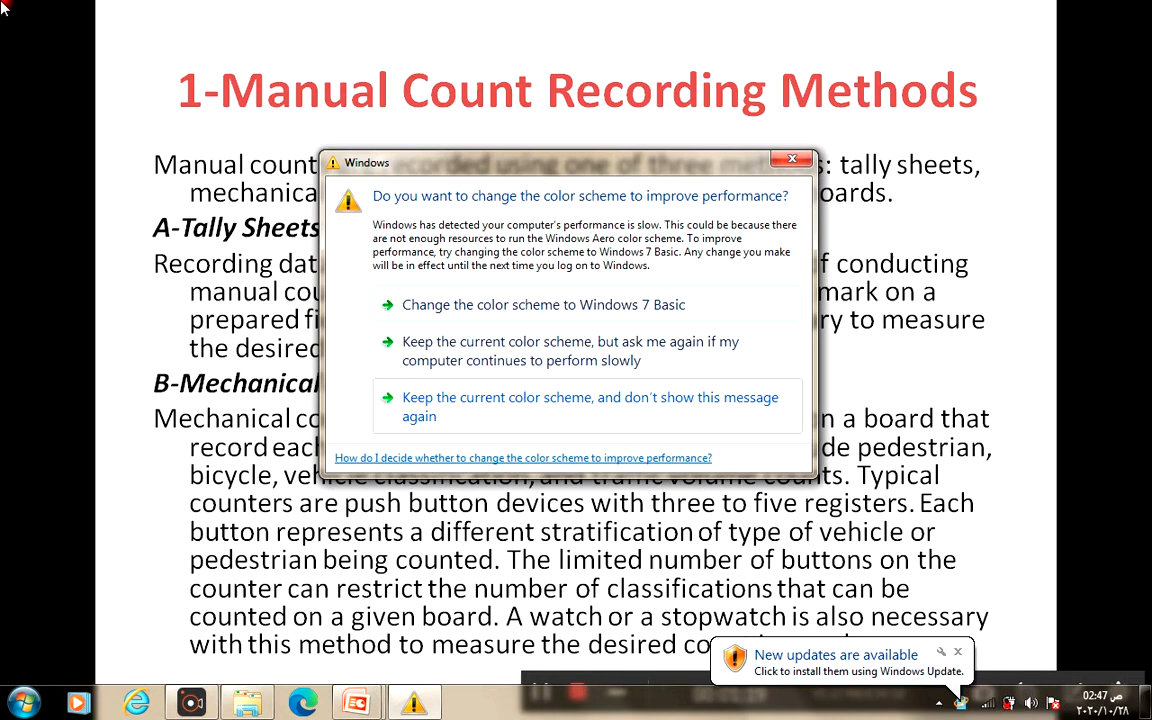 1-Manual Count Recording Methods
Manual count recorded using one of three : tally sheets,
mechanical oards.
A-Tally Sheets
Recording dat f conducting
manual cou mark on a
prepared fi ry to measure
the desired
B-Mechanical
Mechanical co n a board that
record each de pedestrian,
bicycle, vehicle classification, and traffic volume counts. Typical
counters are push button devices with three to five registers. Each
button represents a different stratification of type of vehicle or
pedestrian being counted. The limited number of buttons on the
counter can restrict the number of classifications that can be
counted on a given board. A watch or a stopwatch is also necessary
with this method to measure the desired co
Windows
Do you want to change the color scheme to improve performance?
Windows has detected your computer's performance is slow. This could be because there
are not enough resources to run the Windows Aero color scheme. To improve
performance, try changing the color scheme to Windows 7 Basic. Any change you make
will be in effect until the next time you log on to Windows.
Change the color scheme to Windows 7 Basic
Keep the current color scheme, but ask me again if my
computer continues to perform slowly
Keep the current color scheme, and don't show this message
again
How do I decide whether to change the color scheme to improve performance?
New updates are available
Click to install them using Windows Update.
02:47 ص
٢٠٢٠/١٠/٢٨